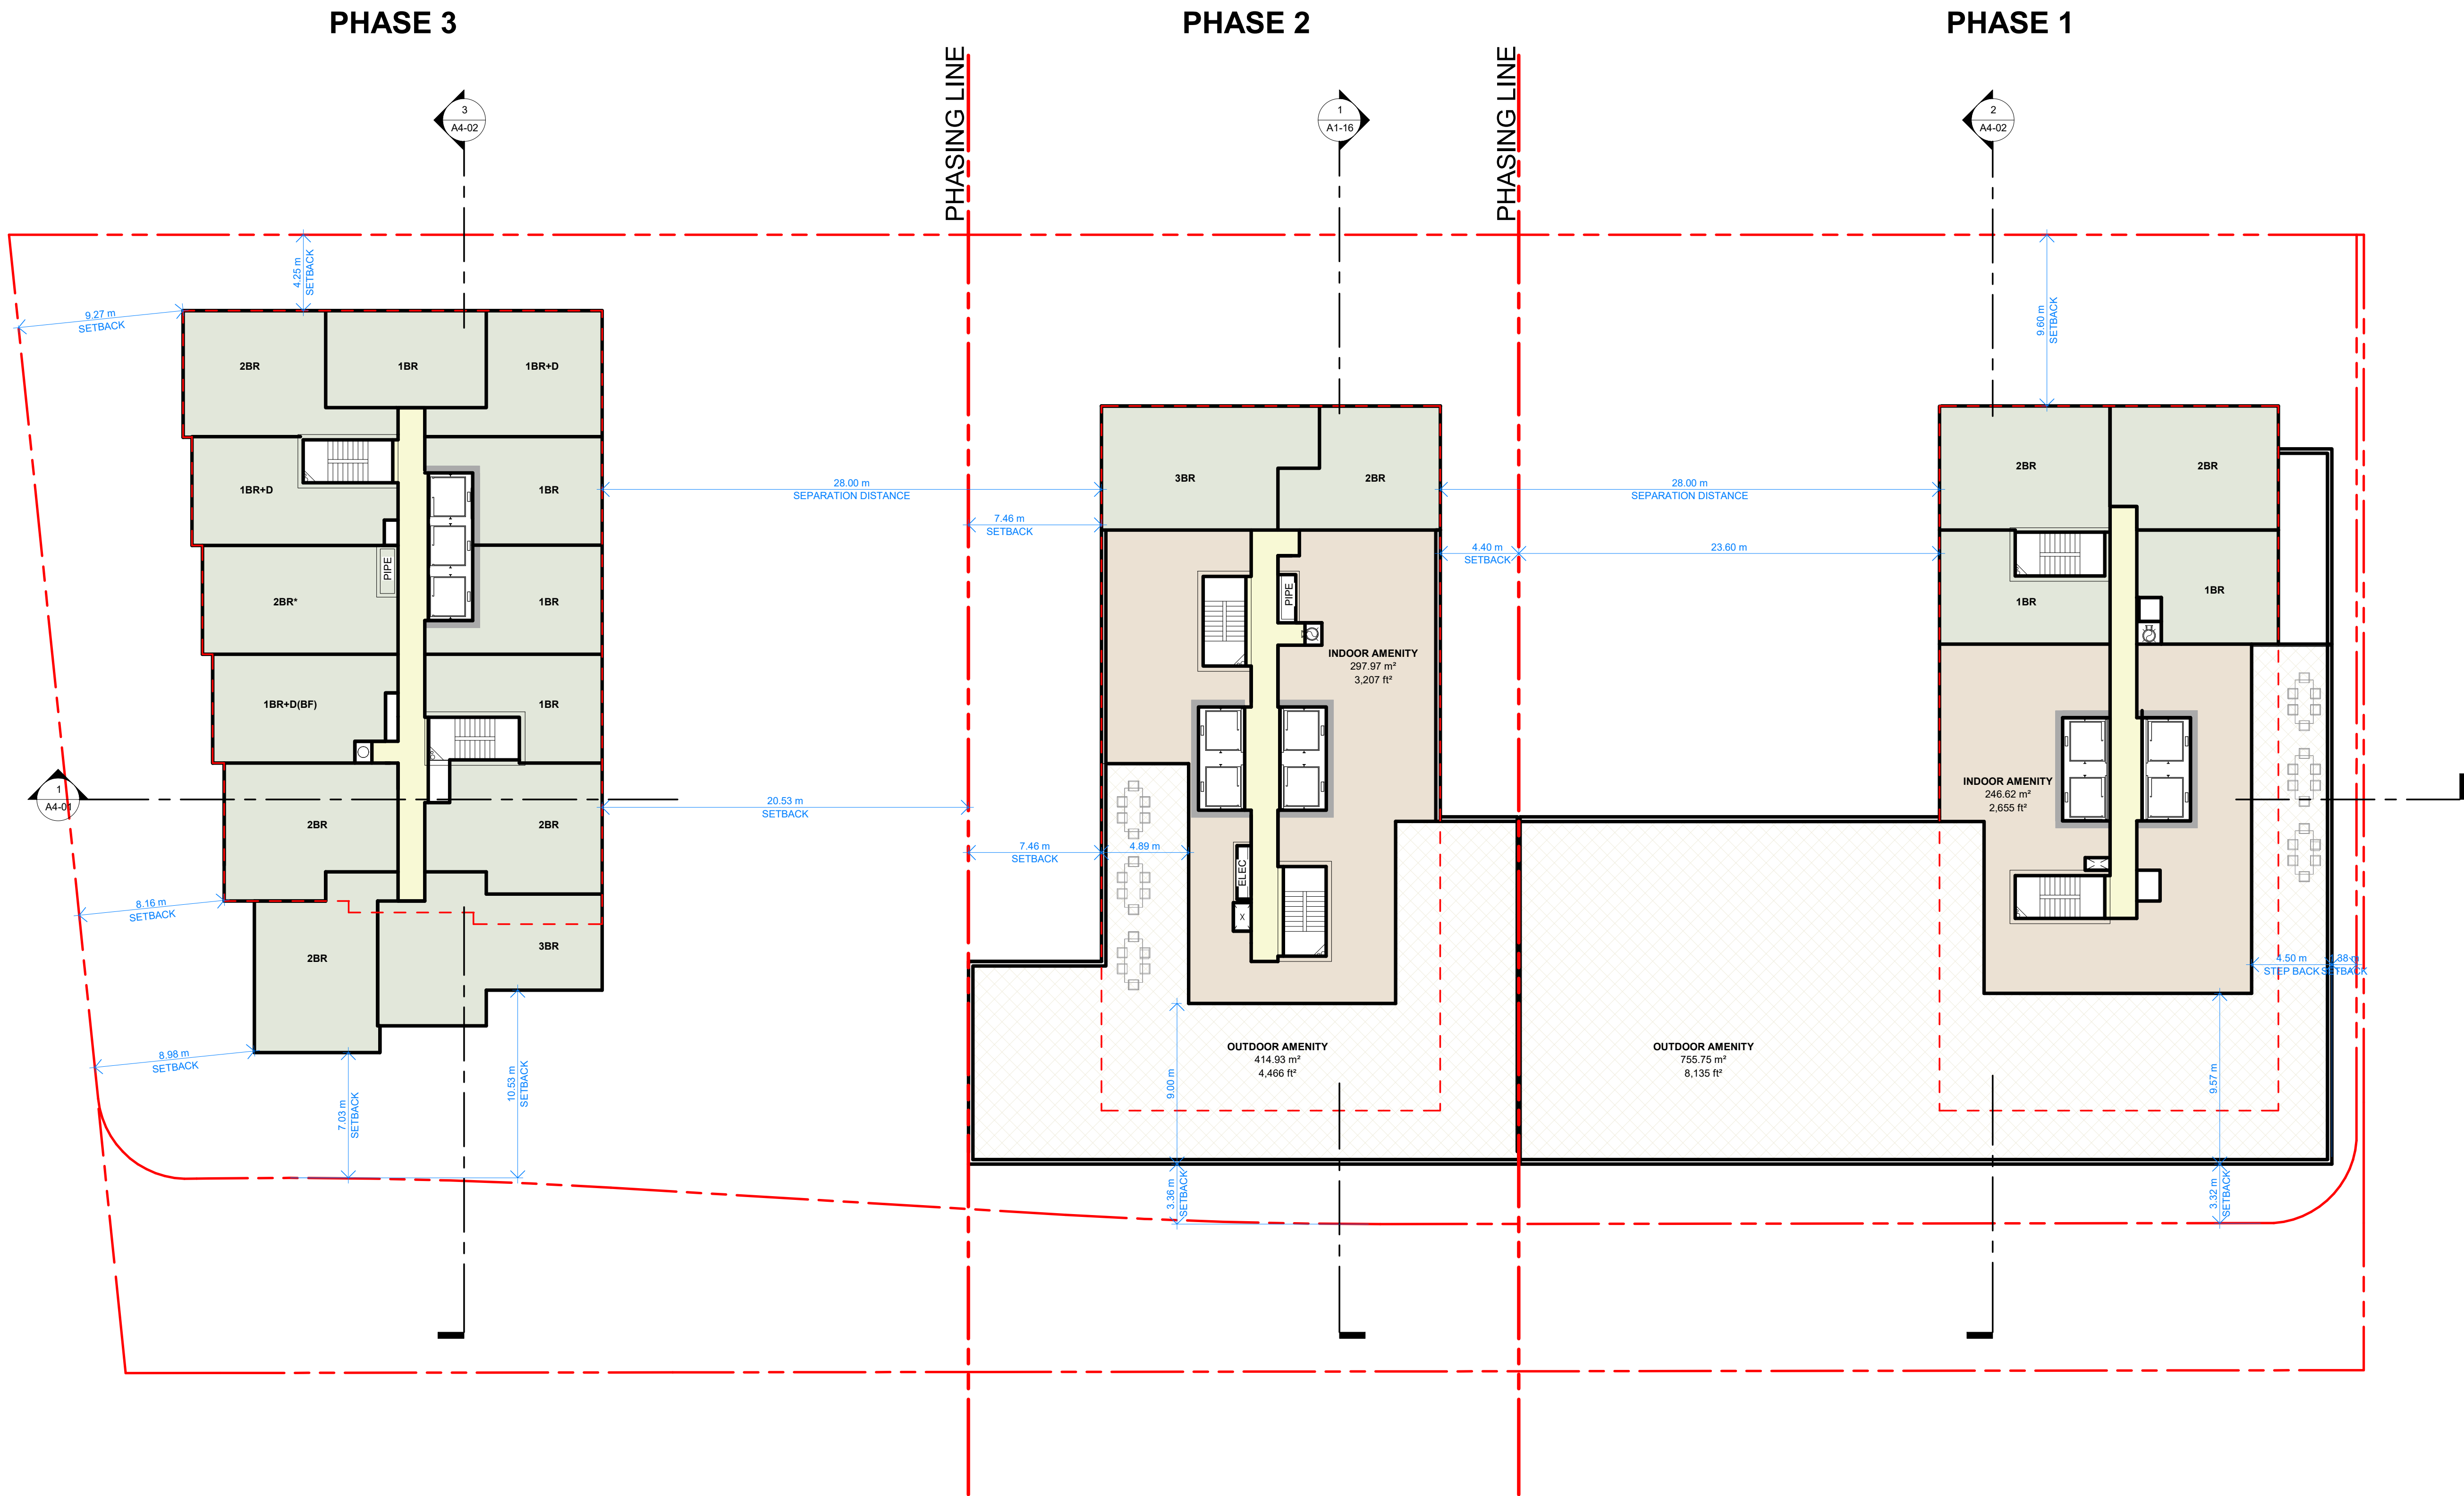 PHASE 3
PHASE 2
PHASE 1
PHASING LINE
PHASING LINE
3
A4-02
1
A1-16
2
A4-02
4.25 m
SETBACK
9.27 m
SETBACK
9.60 m
SETBACK
2BR
1BR
1BR+D
1BR+D
1BR
2BR*
PIPE
1BR
1BR+D(BF)
1BR
2BR
2BR
2BR
3BR
1
A4-01
8.16 m
SETBACK
8.98 m
SETBACK
7.03 m
SETBACK
10.53 m
SETBACK
28.00 m
SEPARATION DISTANCE
7.46 m
SETBACK
20.53 m
SETBACK
7.46 m
SETBACK
4.89 m
3BR
2BR
PIPE
INDOOR AMENITY
297.97 m²
3,207 ft²
ELEC
X
OUTDOOR AMENITY
414.93 m²
4,466 ft²
9.00 m
3.36 m
SETBACK
28.00 m
SEPARATION DISTANCE
4.40 m
SETBACK
23.60 m
2BR
2BR
1BR
1BR
INDOOR AMENITY
246.62 m²
2,655 ft²
OUTDOOR AMENITY
755.75 m²
8,135 ft²
4.50 m
STEP BACK
SETBACK
9.57 m
3.32 m
SETBACK